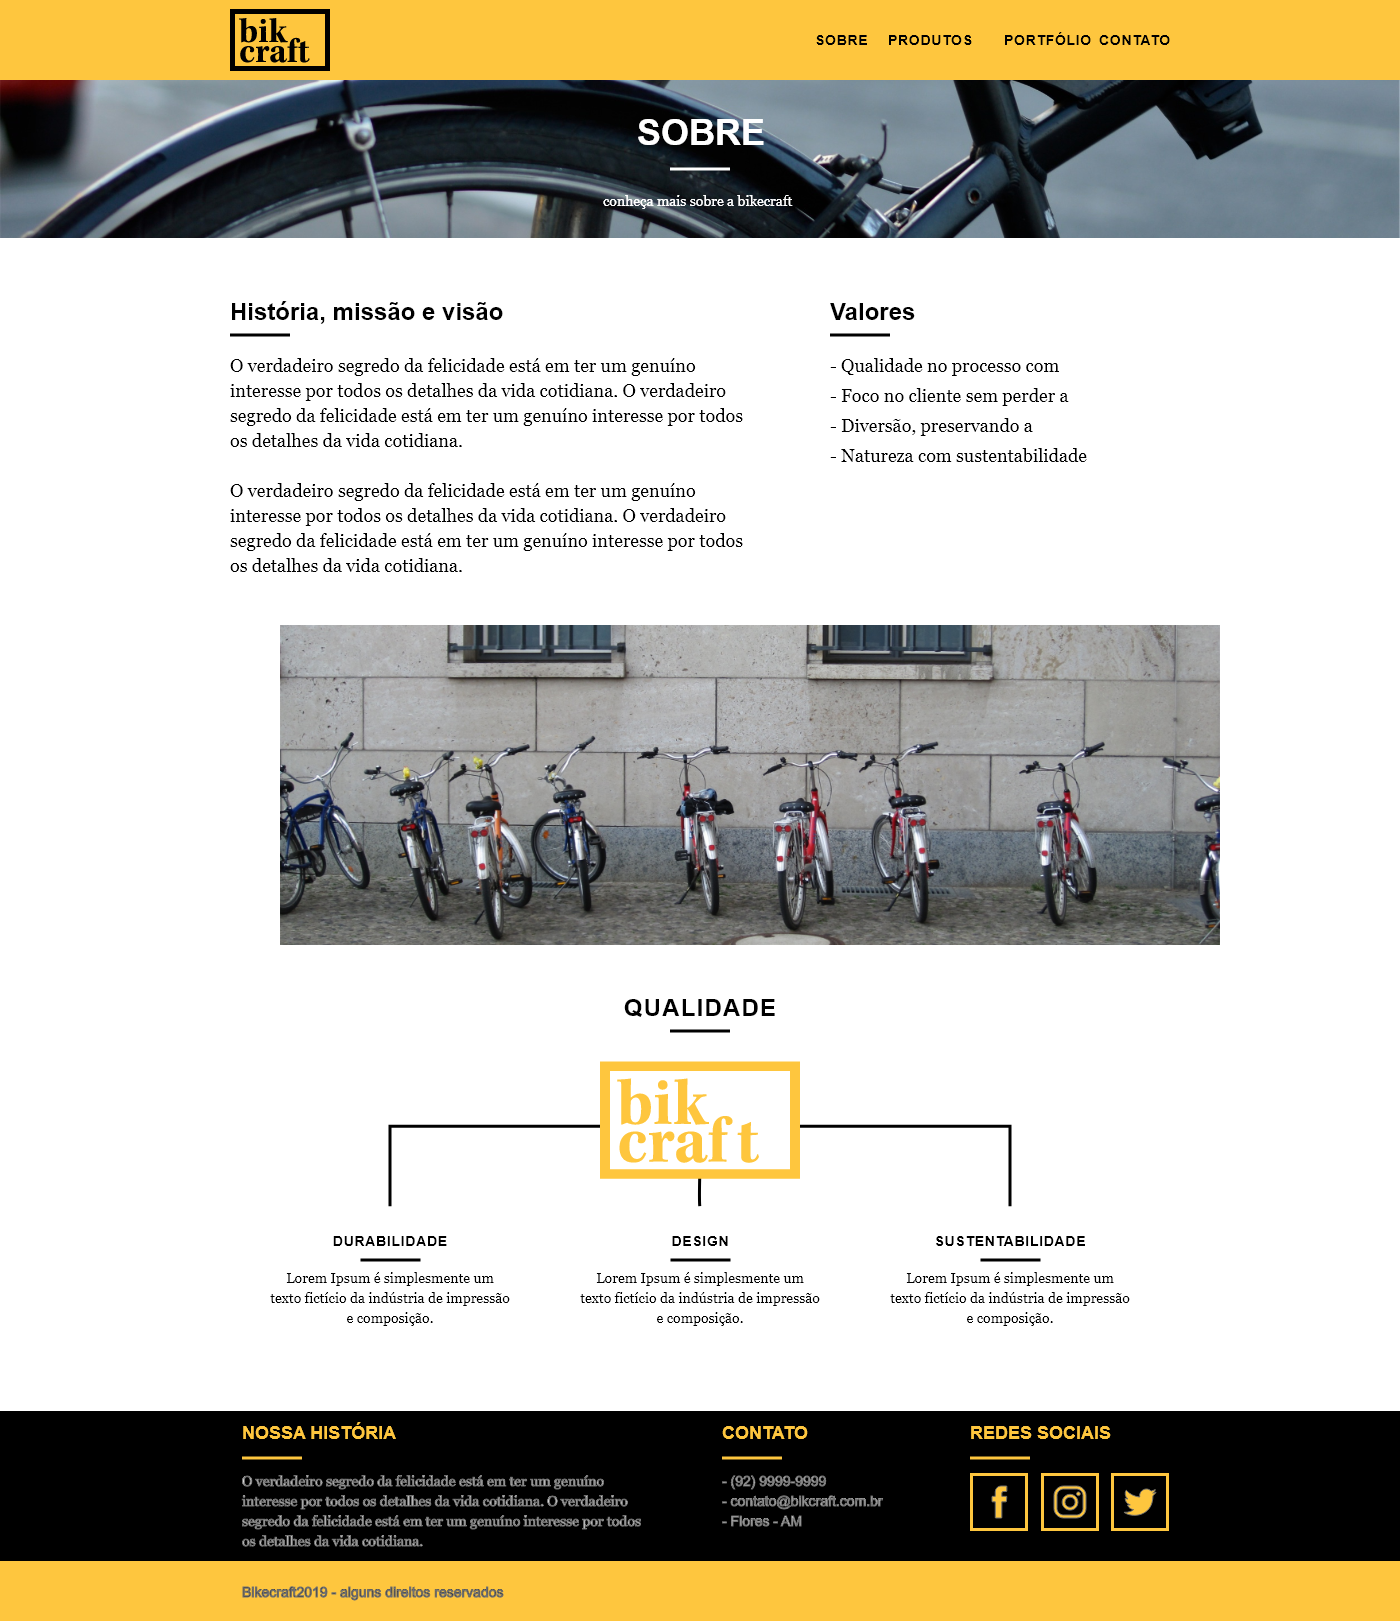 bik
craft
SOBRE PRODUTOS PORTFÓLIO CONTATO
SOBRE
conheça mais sobre a bikecraft
História, missão e visão
O verdadeiro segredo da felicidade está em ter um genuíno
interesse por todos os detalhes da vida cotidiana. O verdadeiro
segredo da felicidade está em ter um genuíno interesse por todos
os detalhes da vida cotidiana.
O verdadeiro segredo da felicidade está em ter um genuíno
interesse por todos os detalhes da vida cotidiana. O verdadeiro
segredo da felicidade está em ter um genuíno interesse por todos
os detalhes da vida cotidiana.
Valores
- Qualidade no processo com
- Foco no cliente sem perder a
- Diversão, preservando a
- Natureza com sustentabilidade
QUALIDADE
bik
craft
DURABILIDADE
Lorem Ipsum é simplesmente um
texto fictício da indústria de impressão
e composição.
DESIGN
Lorem Ipsum é simplesmente um
texto fictício da indústria de impressão
e composição.
SUSTENTABILIDADE
Lorem Ipsum é simplesmente um
texto fictício da indústria de impressão
e composição.
NOSSA HISTÓRIA
O verdadeiro segredo da felicidade está em ter um genuíno
interesse por todos os detalhes da vida cotidiana. O verdadeiro
segredo da felicidade está em ter um genuíno interesse por todos
os detalhes da vida cotidiana.
CONTATO
- (92) 9999-9999
- contato@bikcraft.com.br
- Flores - AM
REDES SOCIAIS
Bikecraft2019 - alguns direitos reservados